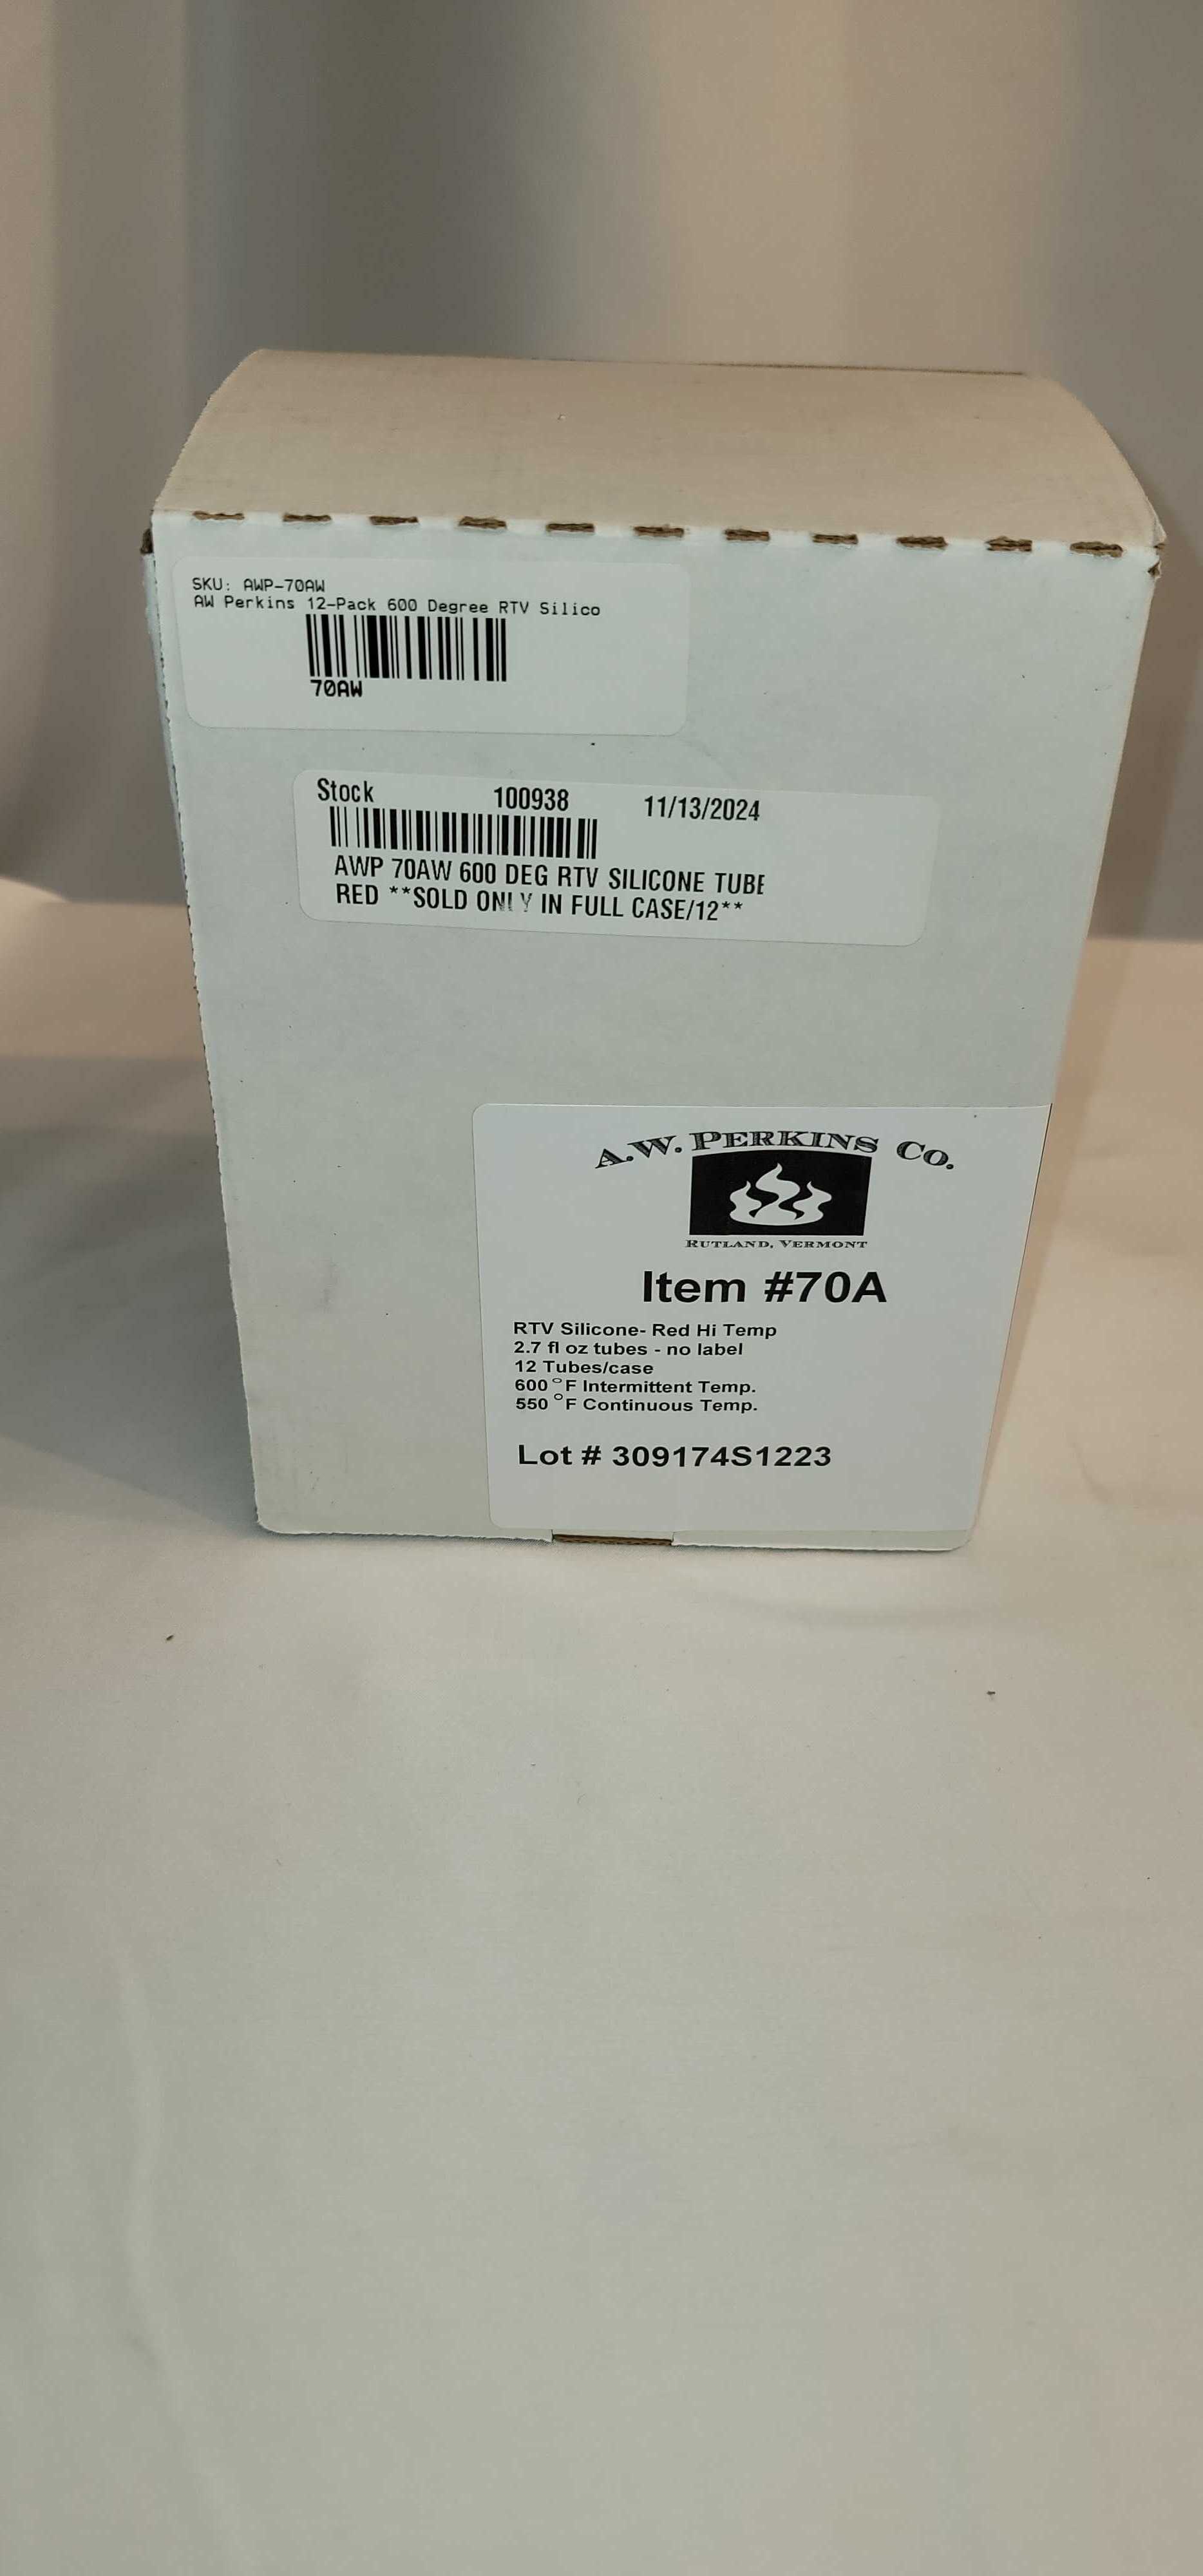 SKU: AWP-70AW
AW Perkins 12-Pack 600 Degree RTV Silico
70AW
Stock 100938 11/13/2024
AWP 70AW 600 DEG RTV SILICONE TUBE
RED **SOLD ONLY IN FULL CASE/12**
A.W. PERKINS CO.
RUTLAND, VERMONT
Item #70A
RTV Silicone- Red Hi Temp
2.7 fl oz tubes - no label
12 Tubes/case
600 °F Intermittent Temp.
550 °F Continuous Temp.
Lot # 309174S1223